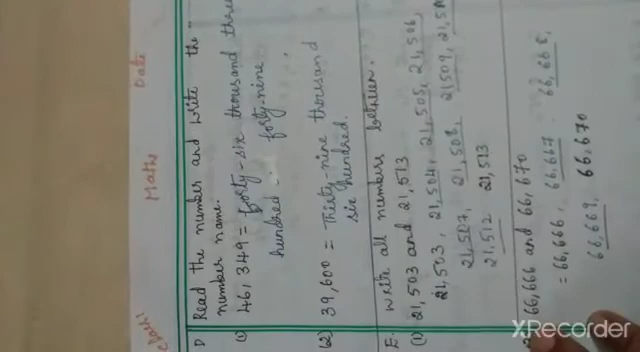 Maths Date
D Read the number and write the
number name.
(1) 46,349 = Forty-six thousand three
hundred forty-nine
(2) 39,600 = Thirty-nine thousand
six hundred.
E. Write all numbers between.
(1) 21,503 and 21,513
21,503, 21,504, 21,505, 21,506,
21,507, 21,508, 21509, 21,51
21,512 21,513
66,666 and 66,670
= 66,666, 66,667 66,668,
66,669, 66,670
XRecorder